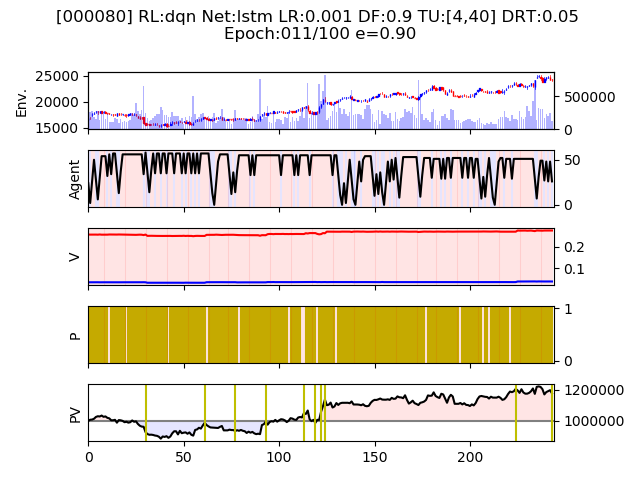 [000080] RL:dqn Net:lstm LR:0.001 DF:0.9 TU:[4,40] DRT:0.05
Epoch:011/100 e=0.90
Env.
25000
20000
15000
500000
0
Agent
50
0
V
0.2
0.1
P
1
0
PV
1200000
1000000
0
50
100
150
200